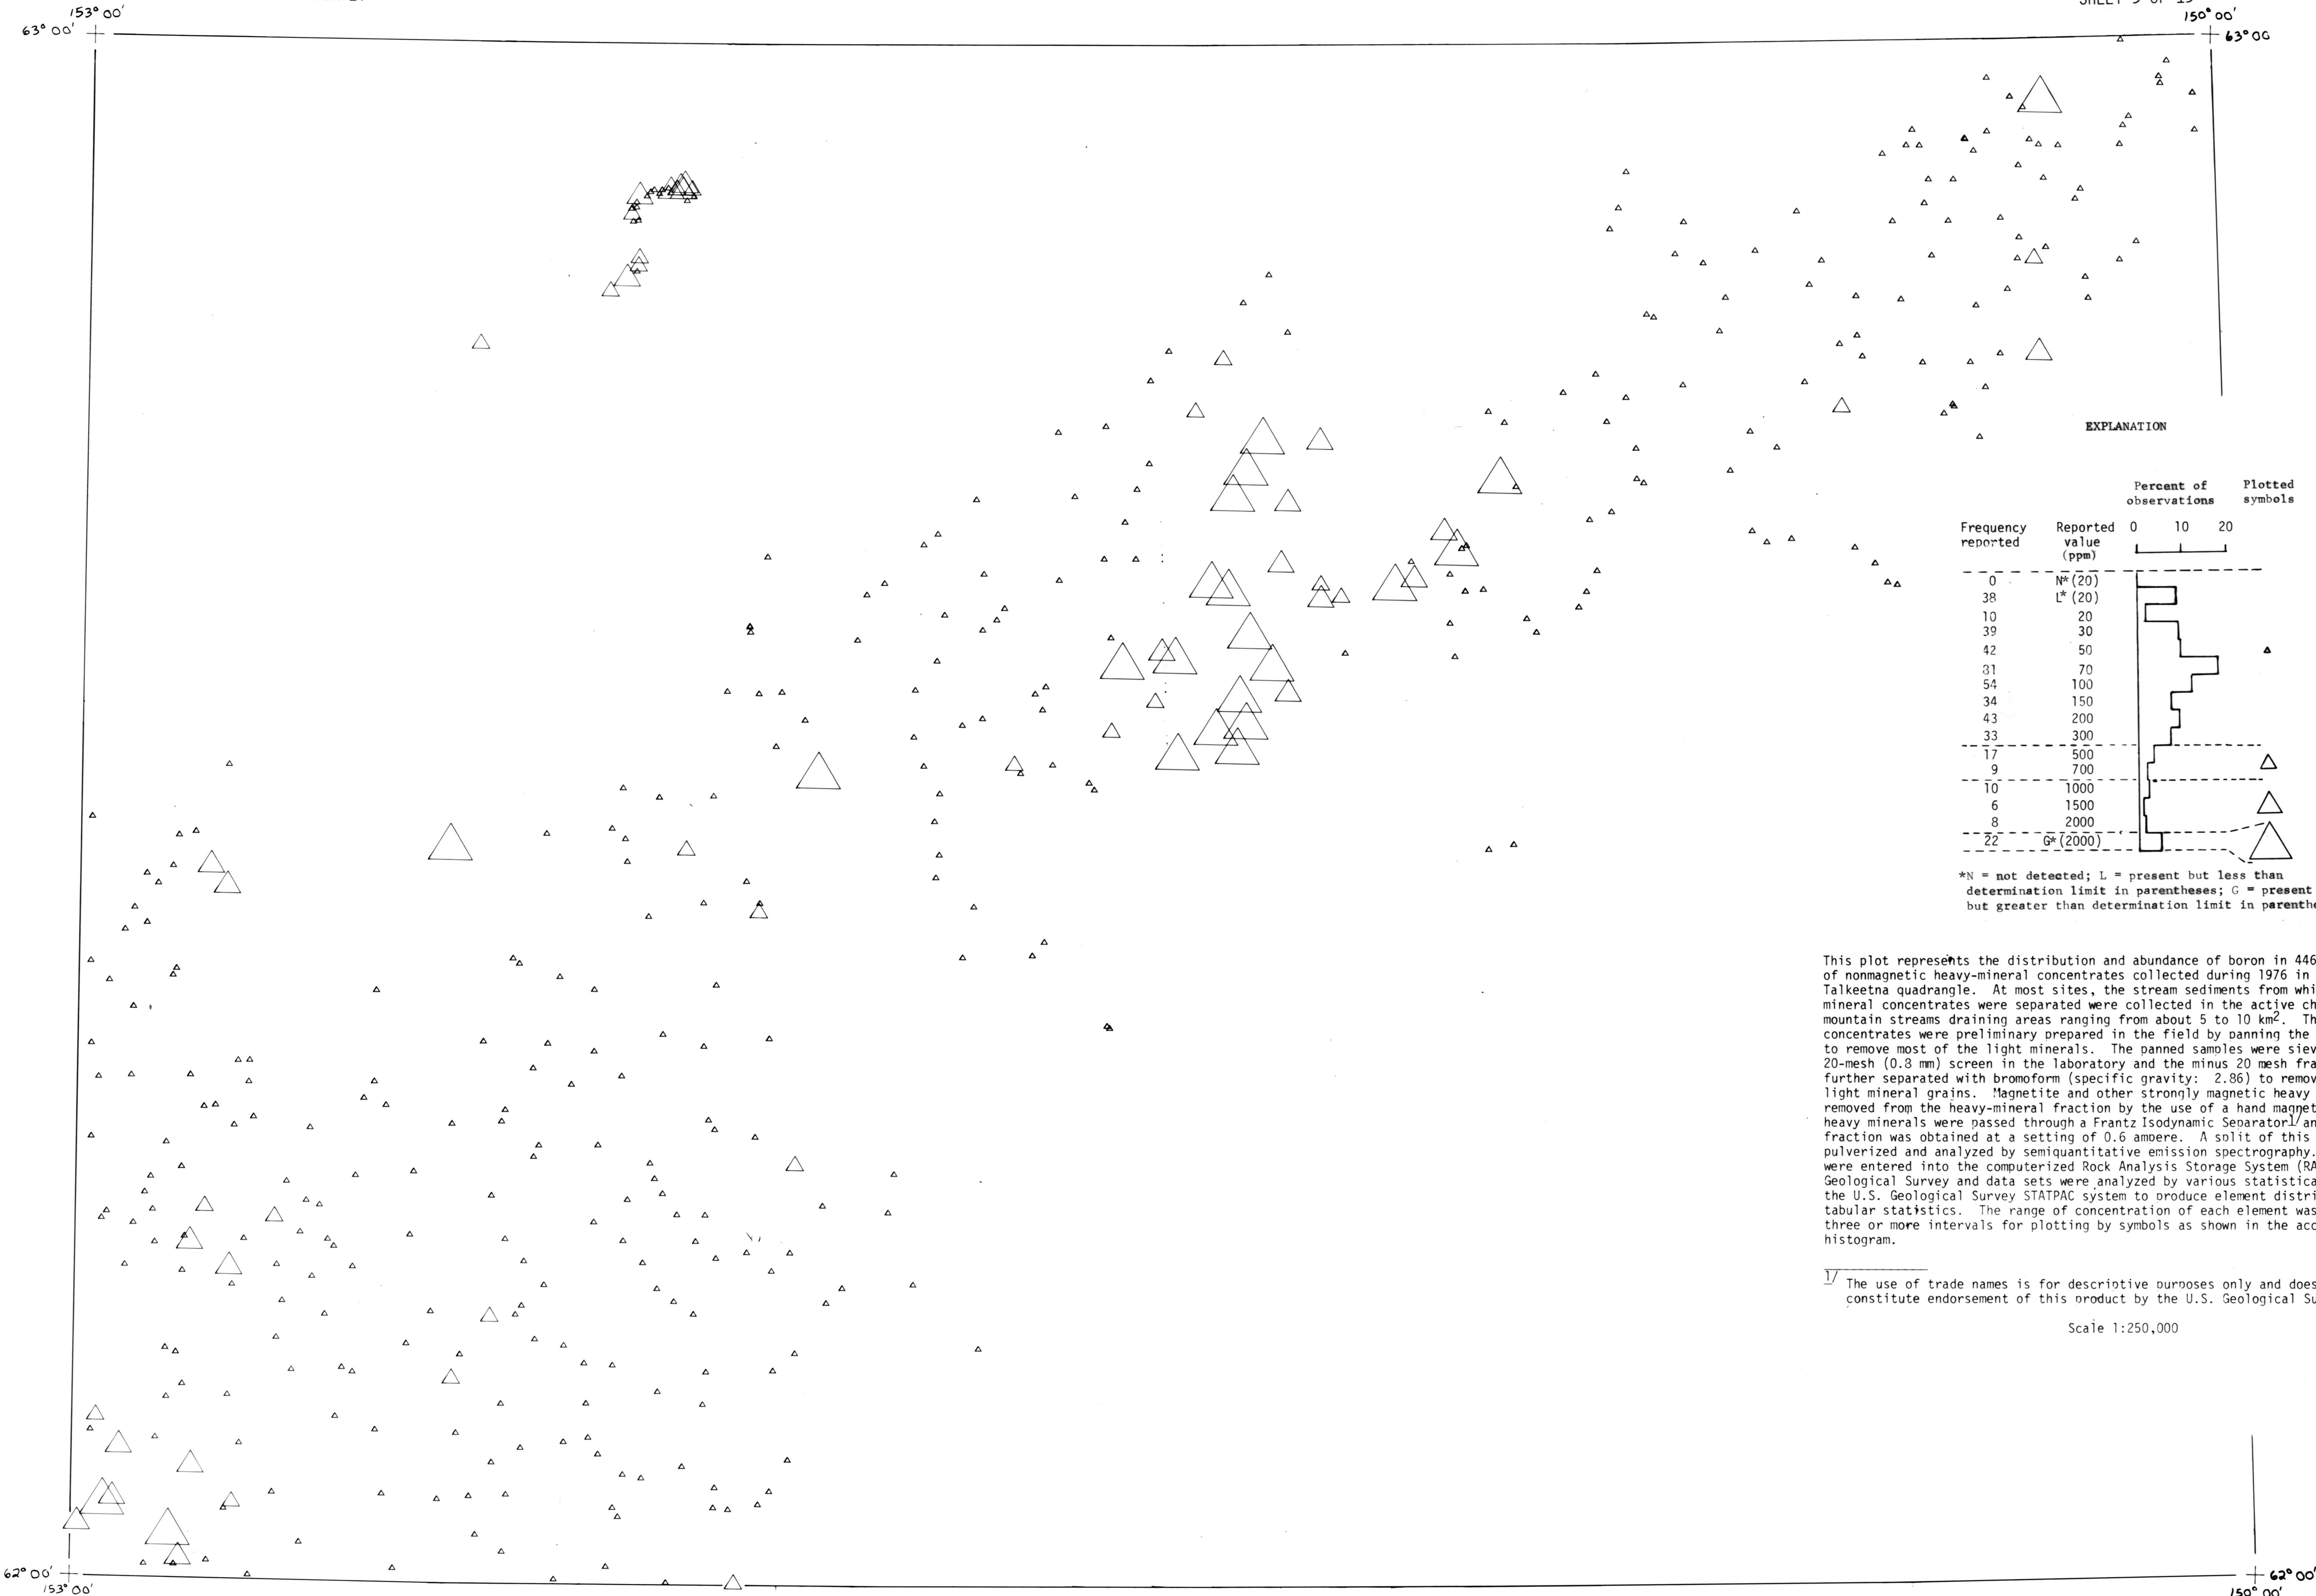 SHEET 9 OF 13
153° 00'
150° 00'
63° 00'
63° 00
EXPLANATION
Percent of observations
Plotted symbols
Frequency reported
Reported value (ppm)
0 10 20
0 N*(20)
38 L*(20)
10 20
39 30
42 50
81 70
54 100
34 150
43 200
33 300
17 500
9 700
10 1000
6 1500
8 2000
22 G*(2000)
*N = not detected; L = present but less than
determination limit in parentheses; G = present
but greater than determination limit in
This plot represents the distribution and abundance of boron in 446
of nonmagnetic heavy-mineral concentrates collected during 1976 in
Talkeetna quadrangle. At most sites, the stream sediments from
mineral concentrates were separated were collected in the active
mountain streams draining areas ranging from about 5 to 10 km2.
concentrates were preliminary prepared in the field by panning the
to remove most of the light minerals. The panned samples were
20-mesh (0.8 mm) screen in the laboratory and the minus 20 mesh
further separated with bromoform (specific gravity: 2.86) to
light mineral grains. Magnetite and other strongly magnetic heavy
removed from the heavy-mineral fraction by the use of a hand magnet
heavy minerals were passed through a Frantz Isodynamic Separator1/
fraction was obtained at a setting of 0.6 ampere. A split of this
pulverized and analyzed by semiquantitative emission spectrography.
were entered into the computerized Rock Analysis Storage System
Geological Survey and data sets were analyzed by various
the U.S. Geological Survey STATPAC system to produce element
tabular statistics. The range of concentration of each element was
three or more intervals for plotting by symbols as shown in the
histogram.
1/ The use of trade names is for descriptive purposes only and does
constitute endorsement of this product by the U.S. Geological
Scale 1:250,000
62° 00'
62° 00'
153° 00'
150° 00'